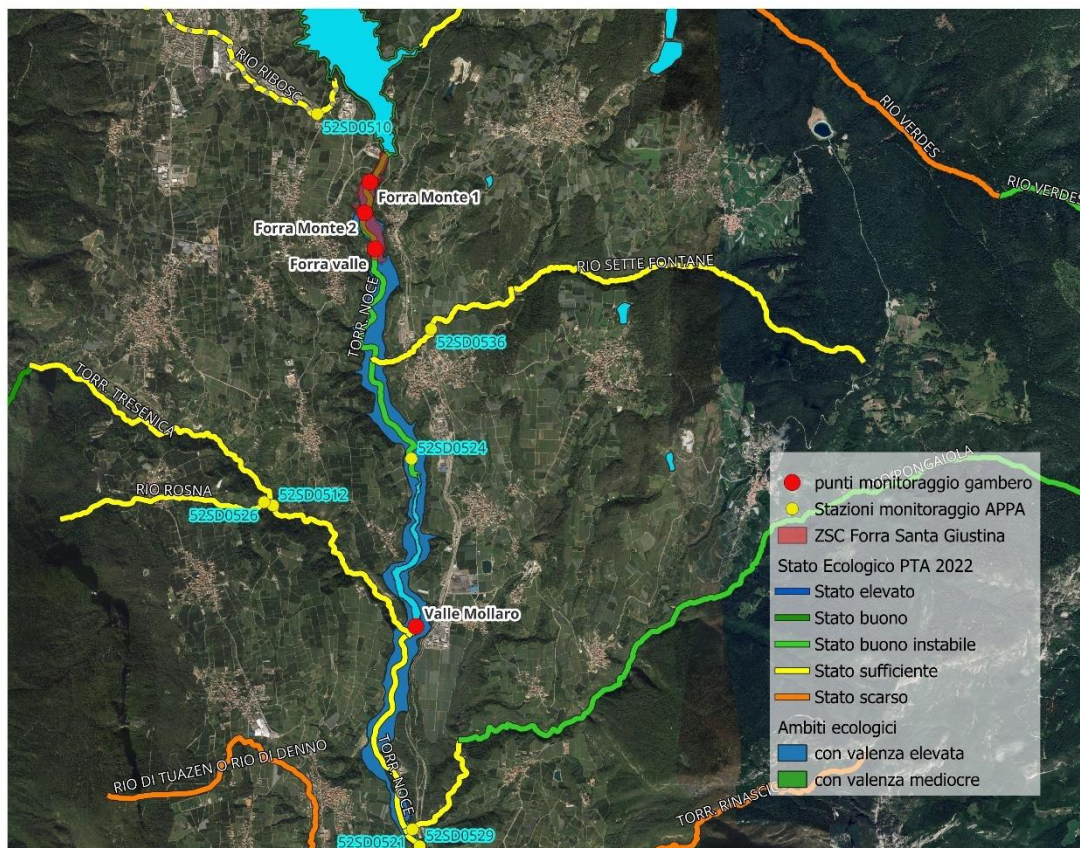 RIO RIBOSC
52SD0510
RIO VERDES
RIO VERDES
Forra Monte 1
Forra Monte 2
Forra valle
RIO SETTE FONTANE
TORR. NOCE
52SD0536
TORR. TRESENICA
52SD0524
RIO ROSNA
52SD0512
52SD0526
PONGAIOLA
Valle Mollaro
RIO DI TUAZEN O RIO DI DENNO
TORR. NOCE
52SD0529
52SD0521
punti monitoraggio gambero
Stazioni monitoraggio APPA
ZSC Forra Santa Giustina
Stato Ecologico PTA 2022
Stato elevato
Stato buono
Stato buono instabile
Stato sufficiente
Stato scarso
Ambiti ecologici
con valenza elevata
con valenza mediocre
TORR.